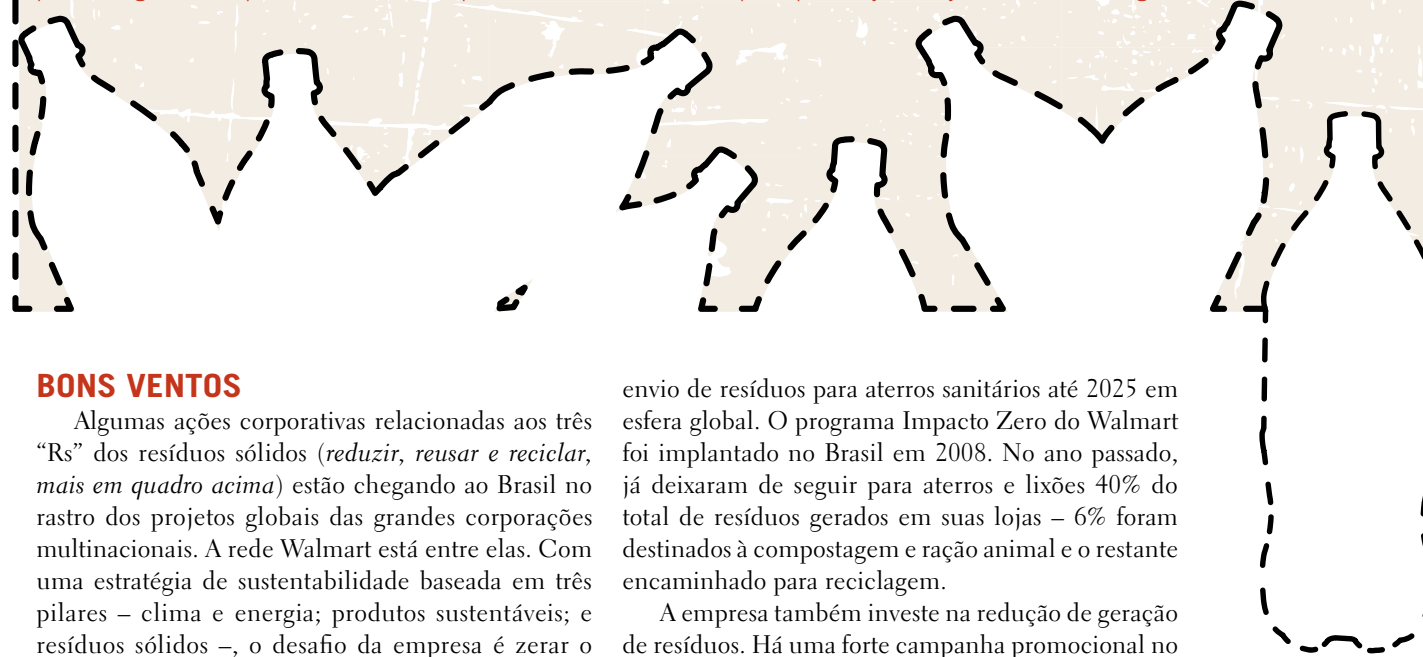 BONS VENTOS
Algumas ações corporativas relacionadas aos três
“Rs” dos resíduos sólidos (reduzir, reusar e reciclar,
mais em quadro acima) estão chegando ao Brasil no
rastro dos projetos globais das grandes corporações
multinacionais. A rede Walmart está entre elas. Com
uma estratégia de sustentabilidade baseada em três
pilares – clima e energia; produtos sustentáveis; e
resíduos sólidos –, o desafio da empresa é zerar o
envio de resíduos para aterros sanitários até 2025 em
esfera global. O programa Impacto Zero do Walmart
foi implantado no Brasil em 2008. No ano passado,
já deixaram de seguir para aterros e lixões 40% do
total de resíduos gerados em suas lojas – 6% foram
destinados à compostagem e ração animal e o restante
encaminhado para reciclagem.
A empresa também investe na redução de geração
de resíduos. Há uma forte campanha promocional no